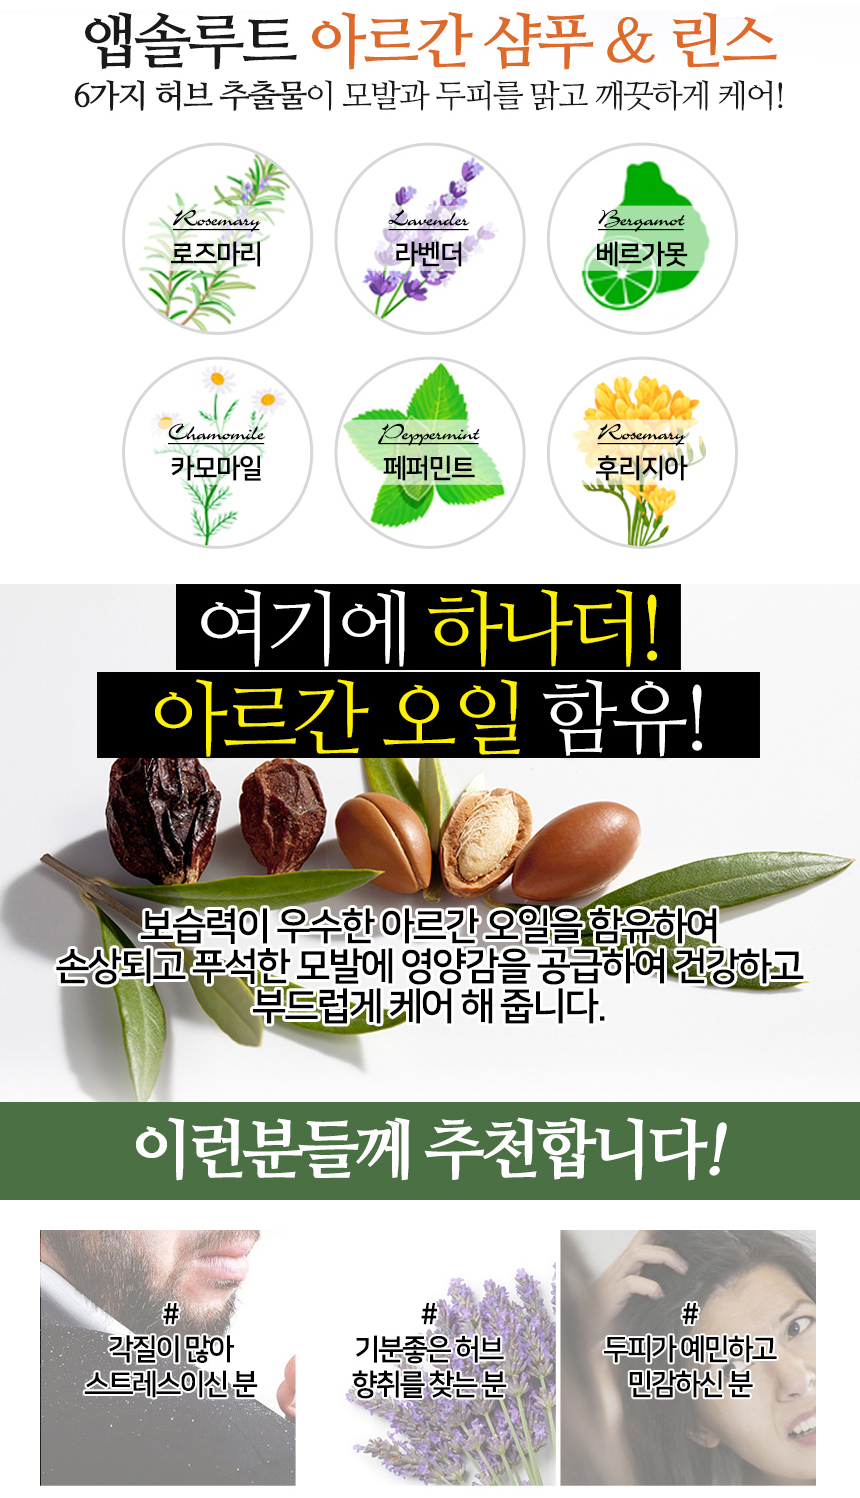 앱솔루트 아르간 샴푸 & 린스
6가지 허브 추출물이 모발과 두피를 맑고 깨끗하게 케어!
Rosemary
로즈마리
Lavender
라벤더
Bergamot
베르가못
Chamomile
카모마일
Peppermint
페퍼민트
Rosemary
후리지아
여기에 하나더!
아르간 오일 함유!
보습력이 우수한 아르간 오일을 함유하여
손상되고 푸석한 모발에 영양감을 공급하여 건강하고
부드럽게 케어 해 줍니다.
이런분들께 추천합니다!
#
각질이 많아
스트레스이신 분
#
기분좋은 허브
향취를 찾는 분
#
두피가 예민하고
민감하신 분